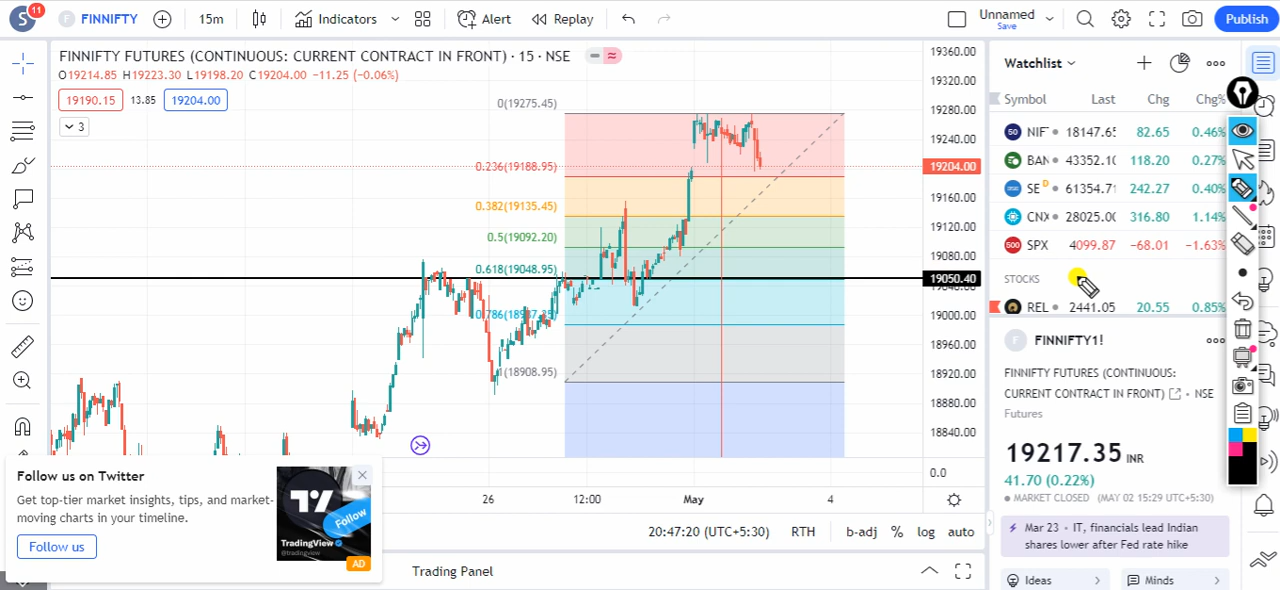 S 11 F FINNIFTY 15m Indicators Alert Replay Unnamed Save Publish
FINNIFTY FUTURES (CONTINUOUS: CURRENT CONTRACT IN FRONT) · 15 · NSE
O19214.85 H19223.30 L19198.20 C19204.00 −11.25 (−0.06%)
19190.15 13.85 19204.00
3
0(19275.45)
0.236(19188.95)
0.382(19135.45)
0.5(19092.20)
0.618(19048.95)
1(18908.95)
19360.00
19320.00
19280.00
19240.00
19204.00
19160.00
19120.00
19080.00
19050.40
19000.00
18960.00
18920.00
18880.00
18840.00
0.0
26 12:00 May 4
20:47:20 (UTC+5:30) RTH b-adj % log auto
Trading Panel
Follow us on Twitter
Get top-tier market insights, tips, and market-
moving charts in your timeline.
Follow us
Follow
TradingView
@tradingview
AD
Watchlist
Symbol Last Chg Chg%
50 NIF 18147.65 82.65 0.46%
BAN 43352.10 118.20 0.27%
SE D 61354.71 242.27 0.40%
CNX 28025.00 316.80 1.14%
500 SPX 4099.87 −68.01 −1.63%
STOCKS
REL 2441.05 20.55 0.85%
F FINNIFTY1!
FINNIFTY FUTURES (CONTINUOUS:
CURRENT CONTRACT IN FRONT) • NSE
Futures
19217.35 INR
41.70 (0.22%)
MARKET CLOSED (MAY 02 15:29 UTC+5:30)
Mar 23 • IT, financials lead Indian
shares lower after Fed rate hike
Ideas Minds